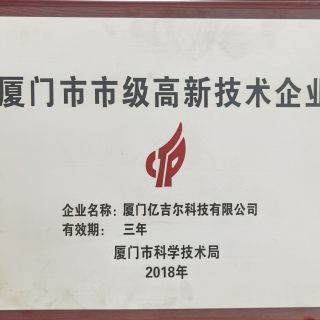 厦门市市级高新技术企业
企业名称：厦门亿吉尔科技有限公司
有效期： 三年
厦门市科学技术局
2018年